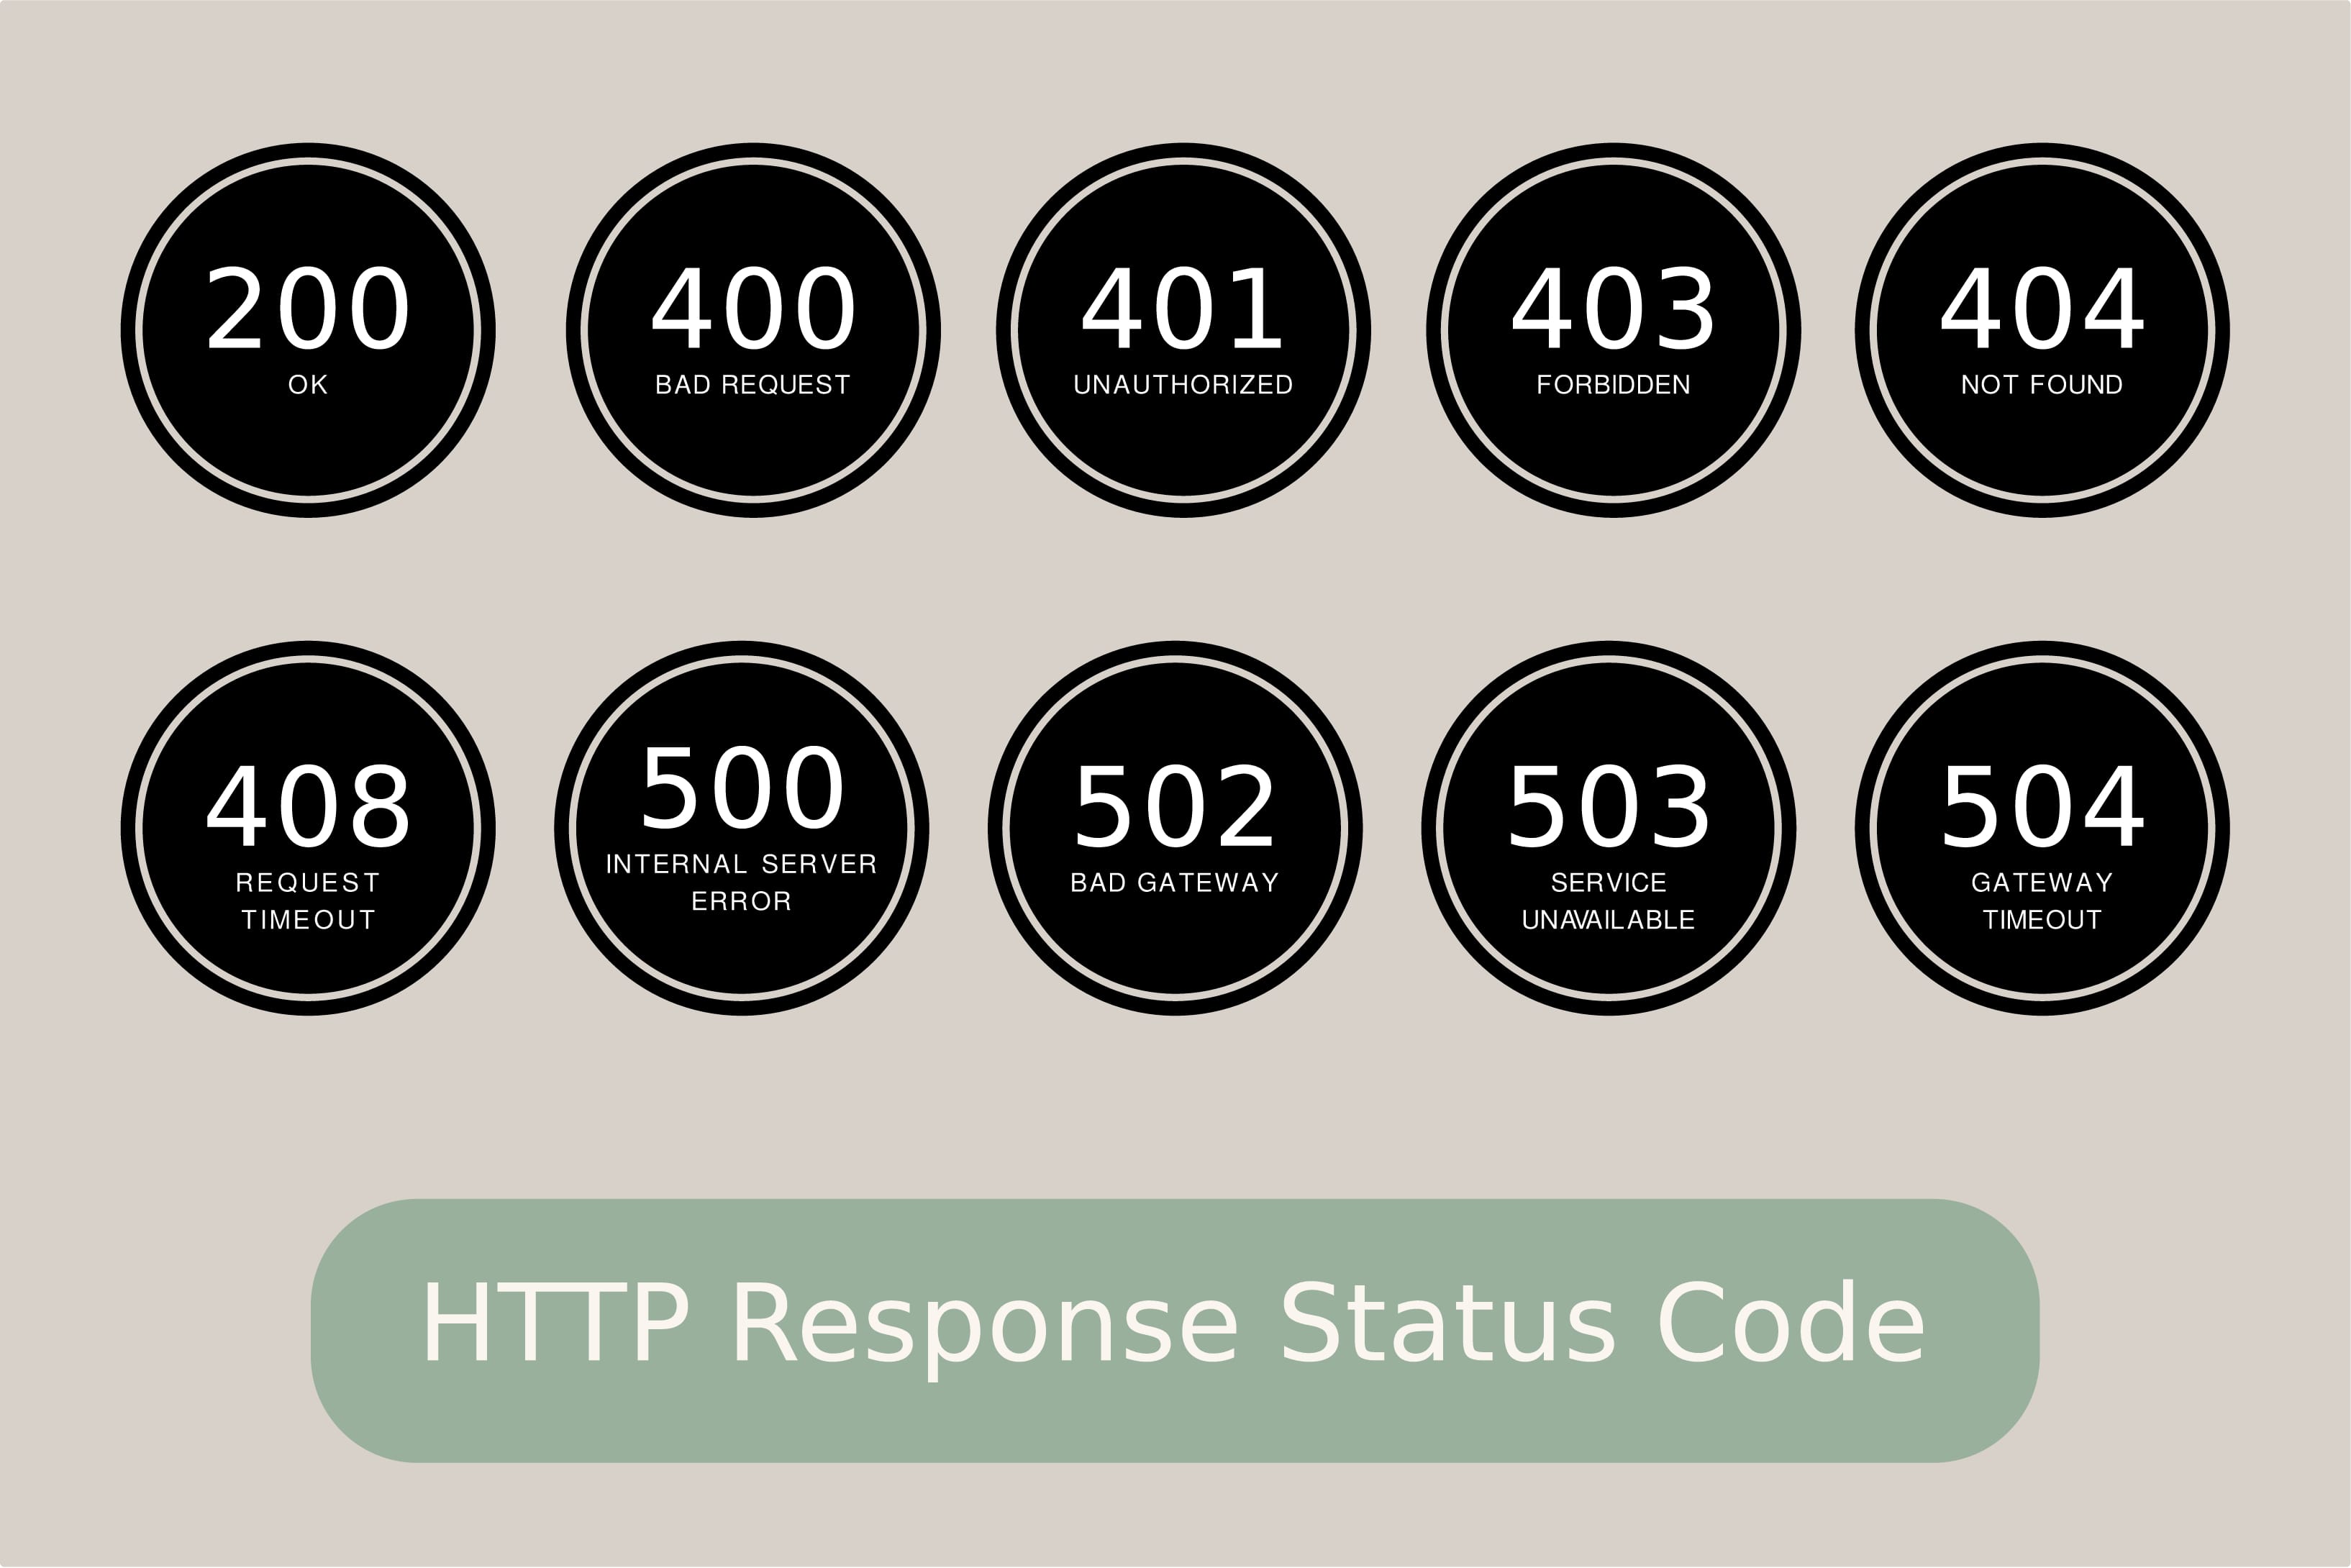 200
OK
400
BAD REQUEST
401
UNAUTHORIZED
403
FORBIDDEN
404
NOT FOUND
408
REQUEST
TIMEOUT
500
INTERNAL SERVER
ERROR
502
BAD GATEWAY
503
SERVICE
UNAVAILABLE
504
GATEWAY
TIMEOUT
HTTP Response Status Code